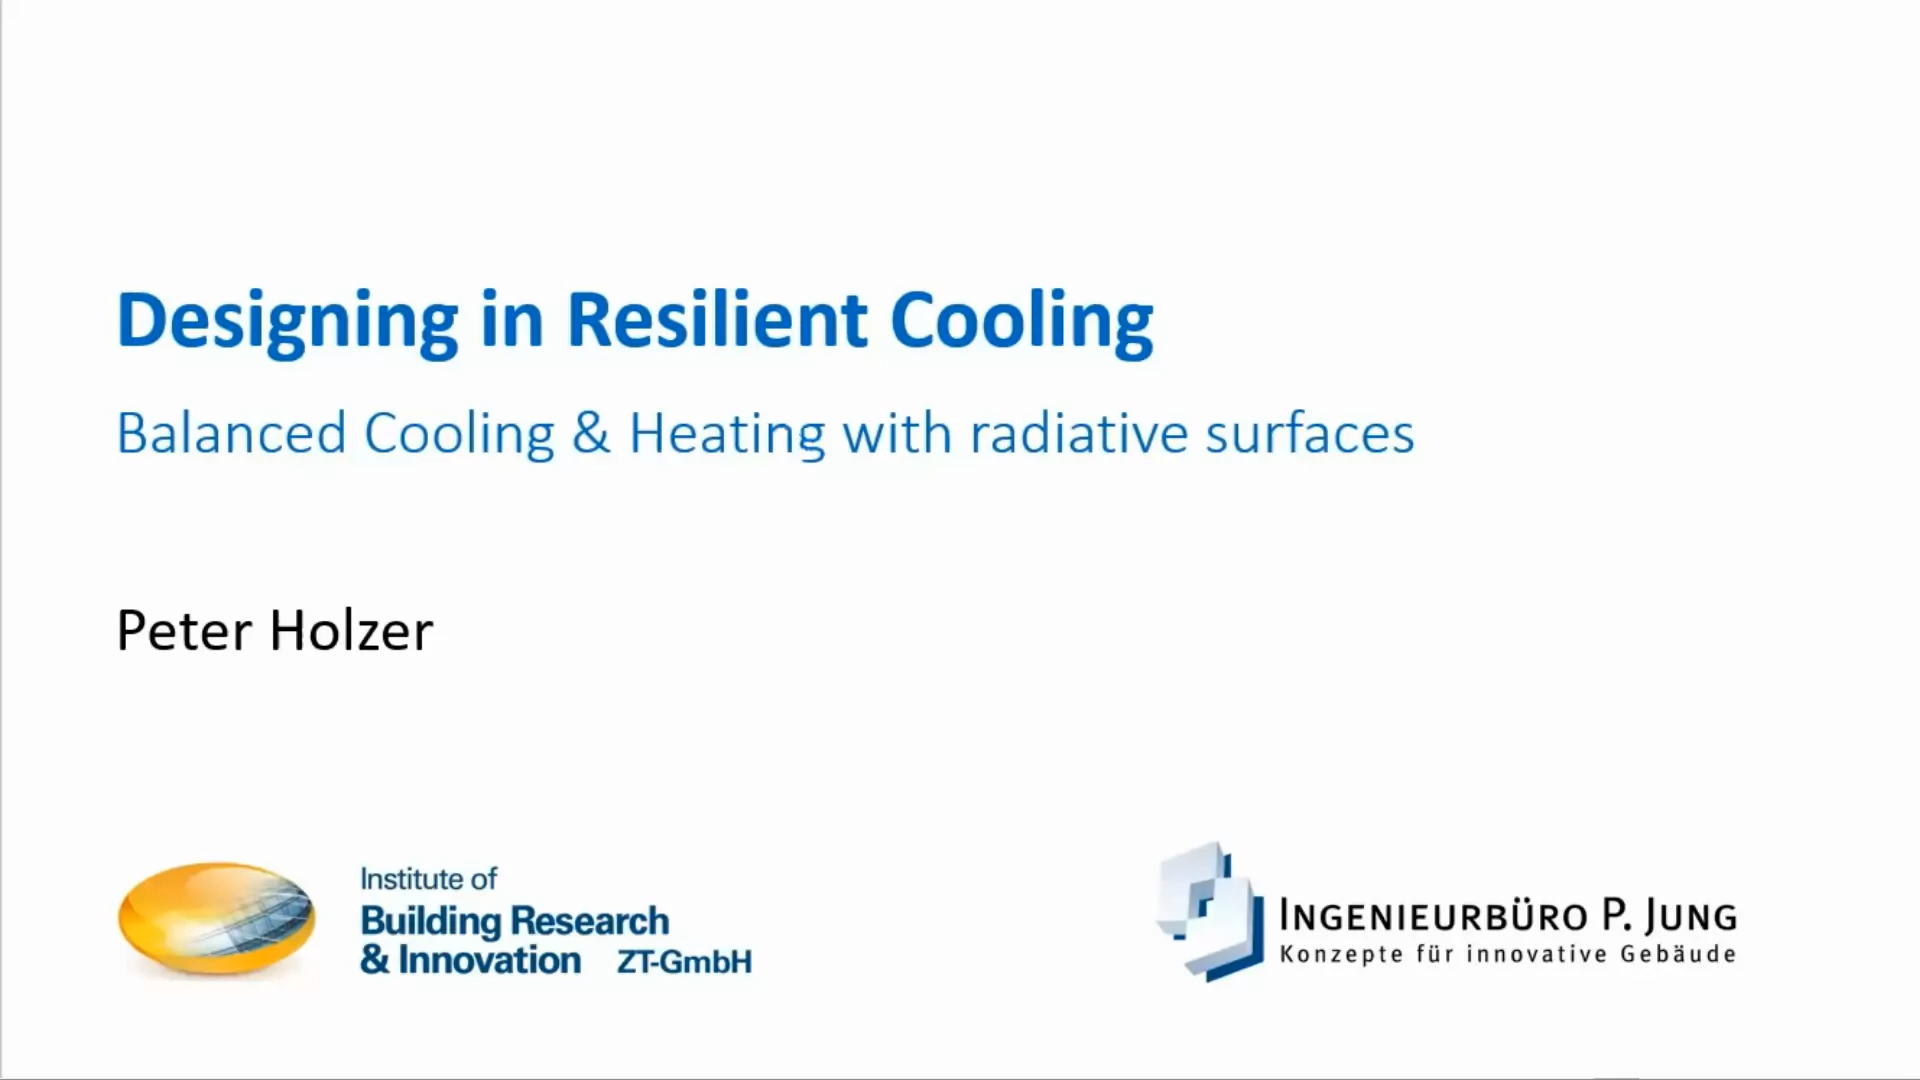 Designing in Resilient Cooling
Balanced Cooling & Heating with radiative surfaces
Peter Holzer
Institute of
Building Research
& Innovation ZT-GmbH
INGENIEURBÜRO P. JUNG
Konzepte für innovative Gebäude